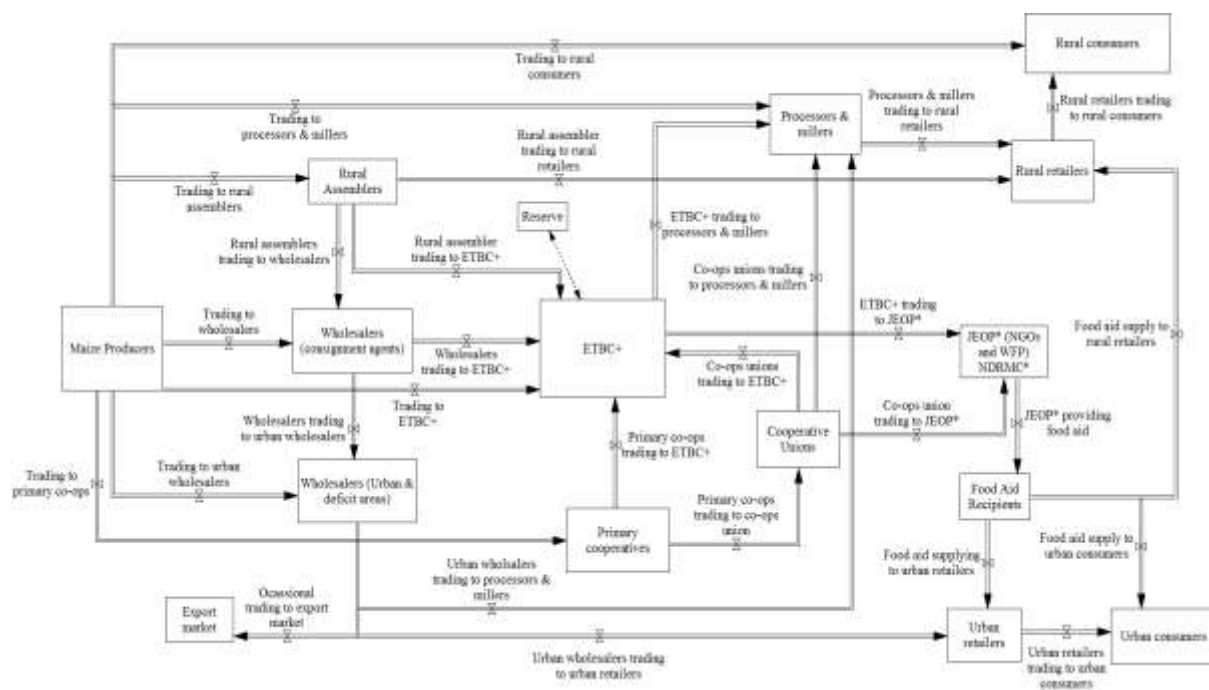 Rural consumers
Trading to rural
consumers
Trading to
processors & millers
Processors &
millers
Processors & millers
trading to rural
retailers
Rural retailers trading
to rural consumers
Rural assembler
trading to rural
retailers
Rural
Assemblers
Rural retailers
Trading to rural
assemblers
Reserve
ETBC+ trading to
processors & millers
Rural assemblers
trading to wholesalers
Rural assembler
trading to ETBC+
Co-ops unions trading
to processors & millers
Maize Producers
Trading to
wholesalers
Wholesalers
(consignment agents)
Wholesalers
trading to ETBC+
ETBC+
ETBC+ trading
to JEOP*
JEOP* (NGOs
and WFP)
NDRMC*
Food aid supply to
rural retailers
Co-ops unions
trading to ETBC+
Trading to
ETBC+
Wholesalers trading
to urban wholesalers
Co-ops union
trading to JEOP*
JEOP* providing
food aid
Primary co-ops
trading to ETBC+
Cooperative
Unions
Trading to
primary co-ops
Trading to urban
wholesalers
Wholesalers (Urban &
deficit areas)
Food Aid
Recipients
Primary
cooperatives
Primary co-ops
trading to co-ops
union
Food aid supplying
to urban retailers
Food aid supply to
urban consumers
Urban wholsalers
trading to processors &
millers
Export
market
Ocassional
trading to export
market
Urban wholesalers trading
to urban retailers
Urban
retailers
Urban retailers
trading to urban
consumers
Urban consumers